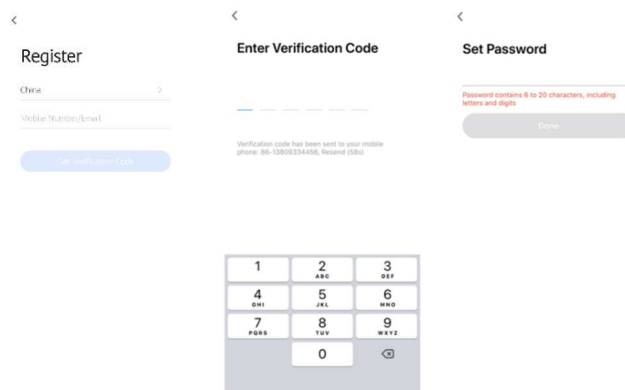 Register
China
Mobile Number/Email
Get Verification Code
Enter Verification Code
Verification code has been sent to your mobile
phone: 86-13809334456, Resend (58s)
1
2
ABC
3
DEF
4
GHI
5
JKL
6
MNO
7
PQRS
8
TUV
9
WXYZ
0
Set Password
Password contains 6 to 20 characters, including
letters and digits
Done